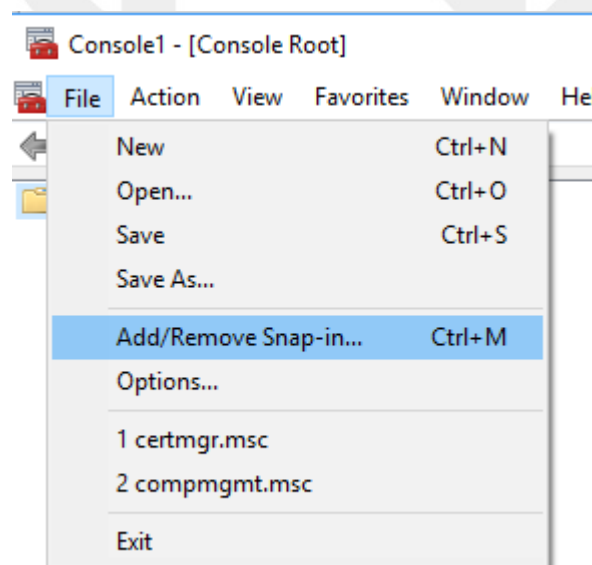 Console1 - [Console Root]
File Action View Favorites Window He
New Ctrl+N
Open... Ctrl+O
Save Ctrl+S
Save As...
Add/Remove Snap-in... Ctrl+M
Options...
1 certmgr.msc
2 compmgmt.msc
Exit